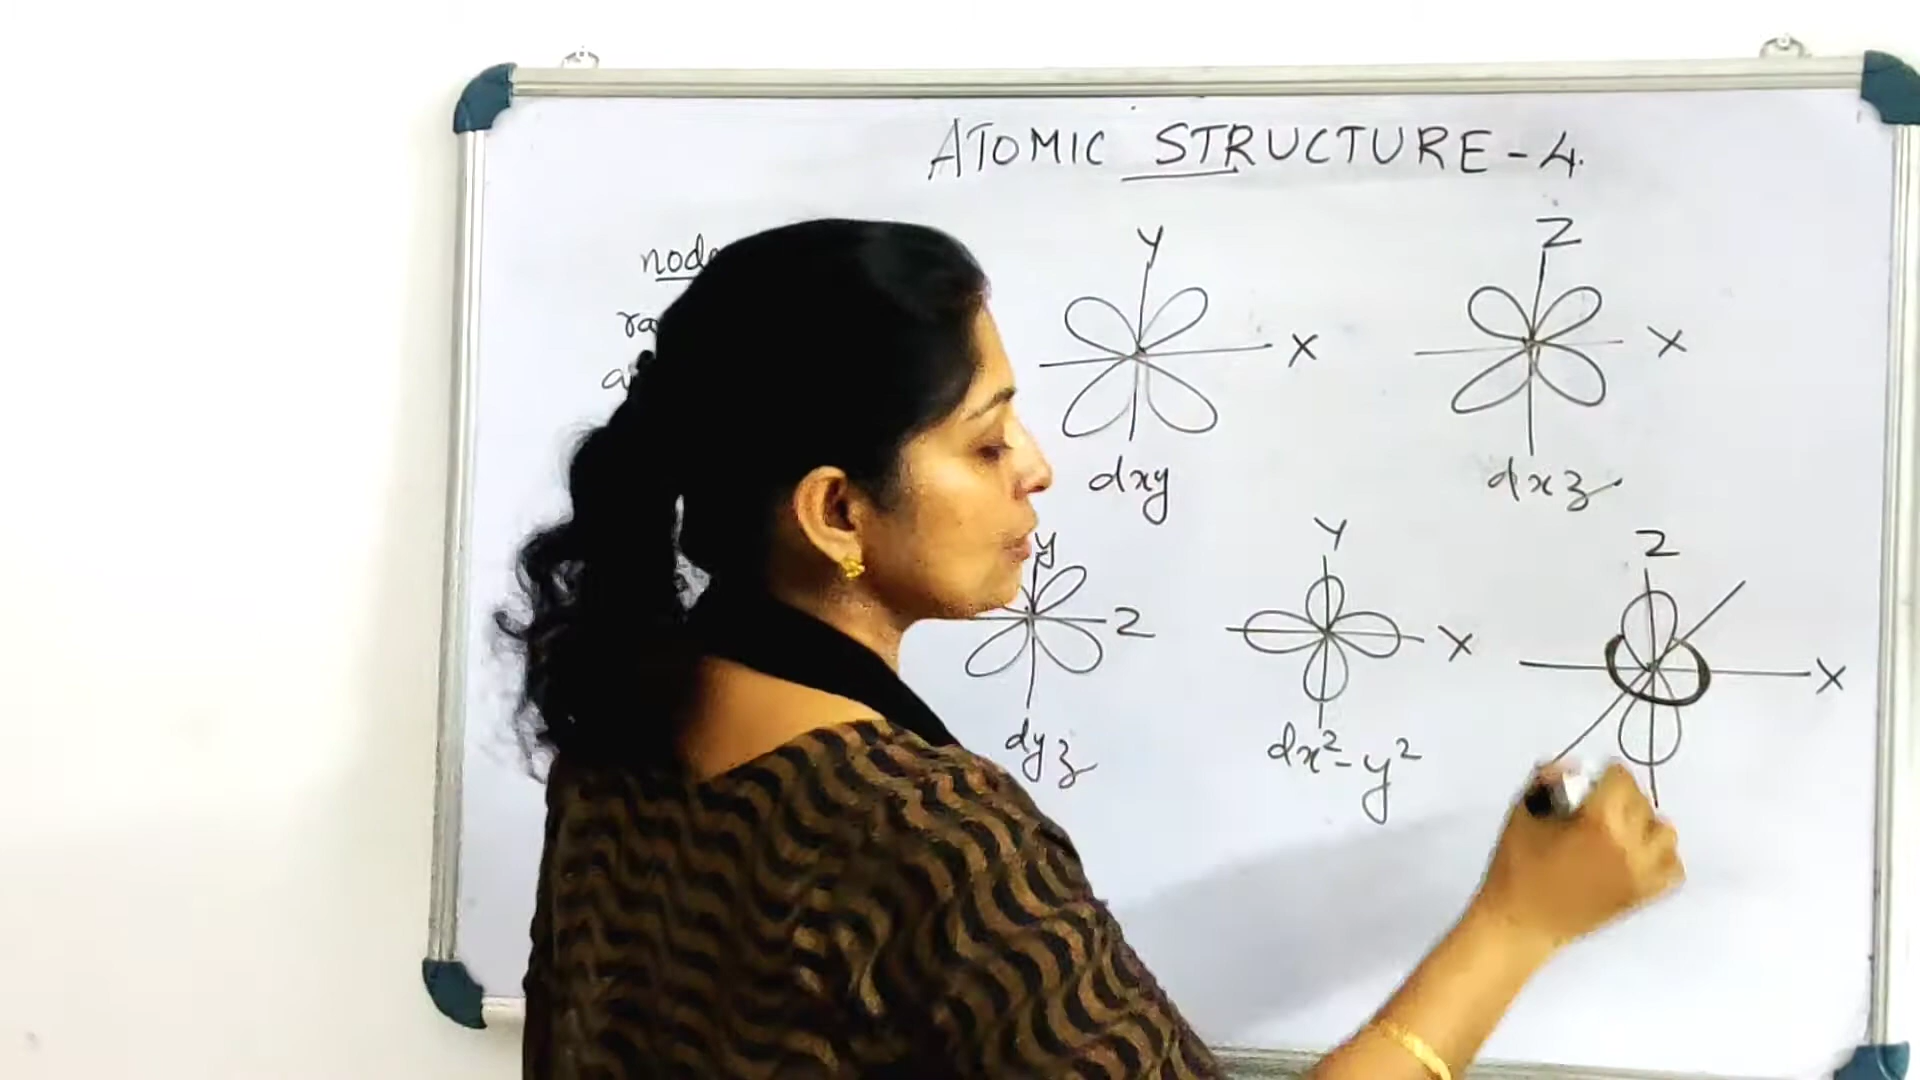 ATOMIC STRUCTURE-4.
Y
X
dxy
Z
X
dxz
y
Z
dyz
Y
X
dx²-y²
Z
X